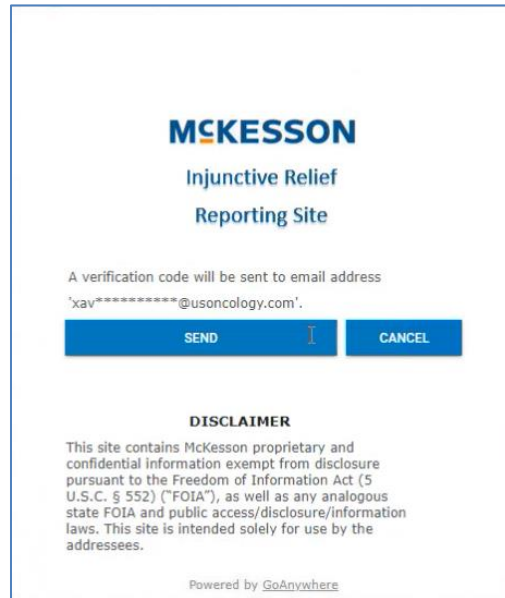 MCKESSON
Injunctive Relief
Reporting Site
A verification code will be sent to email address
'xav**********@usoncology.com'.
SEND CANCEL
DISCLAIMER
This site contains McKesson proprietary and
confidential information exempt from disclosure
pursuant to the Freedom of Information Act (5
U.S.C. § 552) (“FOIA”), as well as any analogous
state FOIA and public access/disclosure/information
laws. This site is intended solely for use by the
addressees.
Powered by GoAnywhere